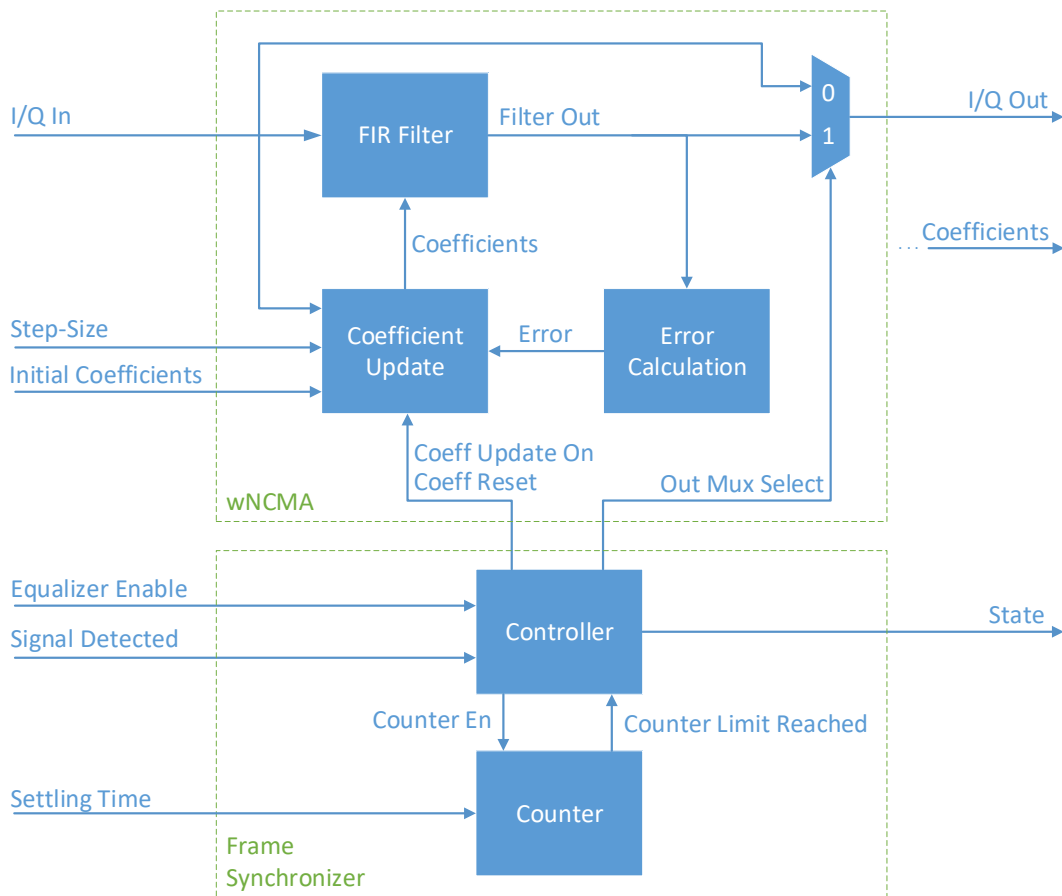 I/Q In
FIR Filter
Filter Out
0
1
I/Q Out
Coefficients
Coefficients
Step-Size
Initial Coefficients
Coefficient
Update
Error
Error
Calculation
Coeff Update On
Coeff Reset
Out Mux Select
wNCMA
Equalizer Enable
Signal Detected
Controller
State
Counter En
Counter Limit Reached
Settling Time
Counter
Frame
Synchronizer